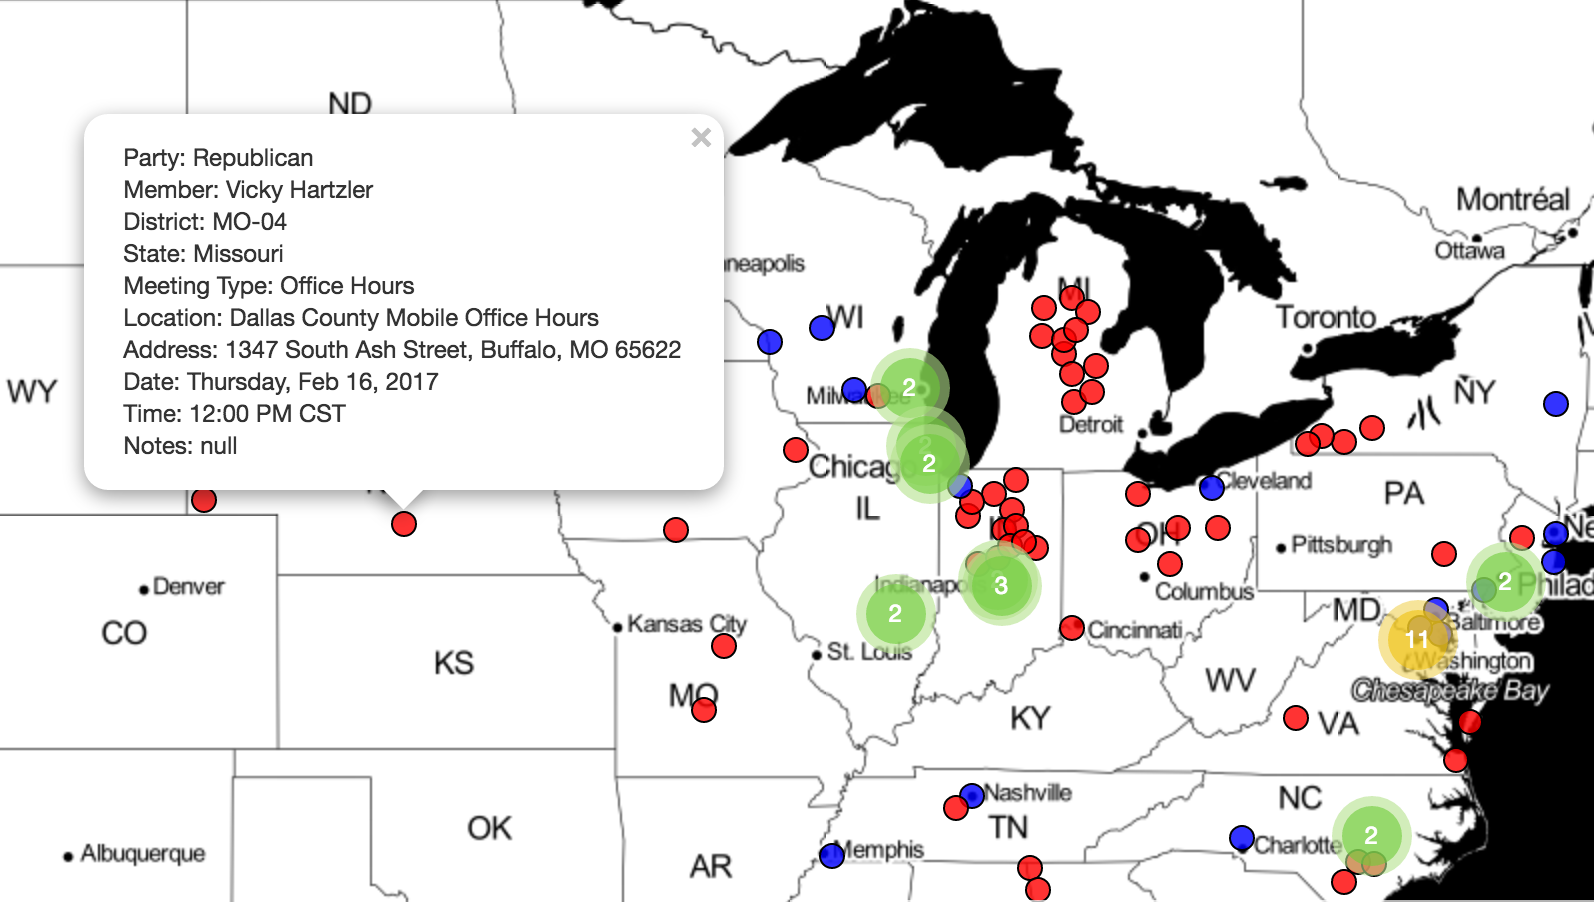 ND
Party: Republican
Member: Vicky Hartzler
District: MO-04
State: Missouri
Meeting Type: Office Hours
Location: Dallas County Mobile Office Hours
Address: 1347 South Ash Street, Buffalo, MO 65622
Date: Thursday, Feb 16, 2017
Time: 12:00 PM CST
Notes: null
×
Montréal
Ottawa
neapolis
MI
WI
Toronto
WY
2
Milwaukee
NY
Detroit
2
2
Chicago
Cleveland
PA
IL
OH
Ne
Pittsburgh
Denver
Indianapo
3
2
Philad
Columbus
2
MD
Baltimore
CO
Kansas City
Cincinnati
11
St. Louis
KS
Washington
WV
Chesapeake Bay
MO
KY
VA
Nashville
NC
TN
OK
2
Charlotte
Memphis
Albuquerque
AR